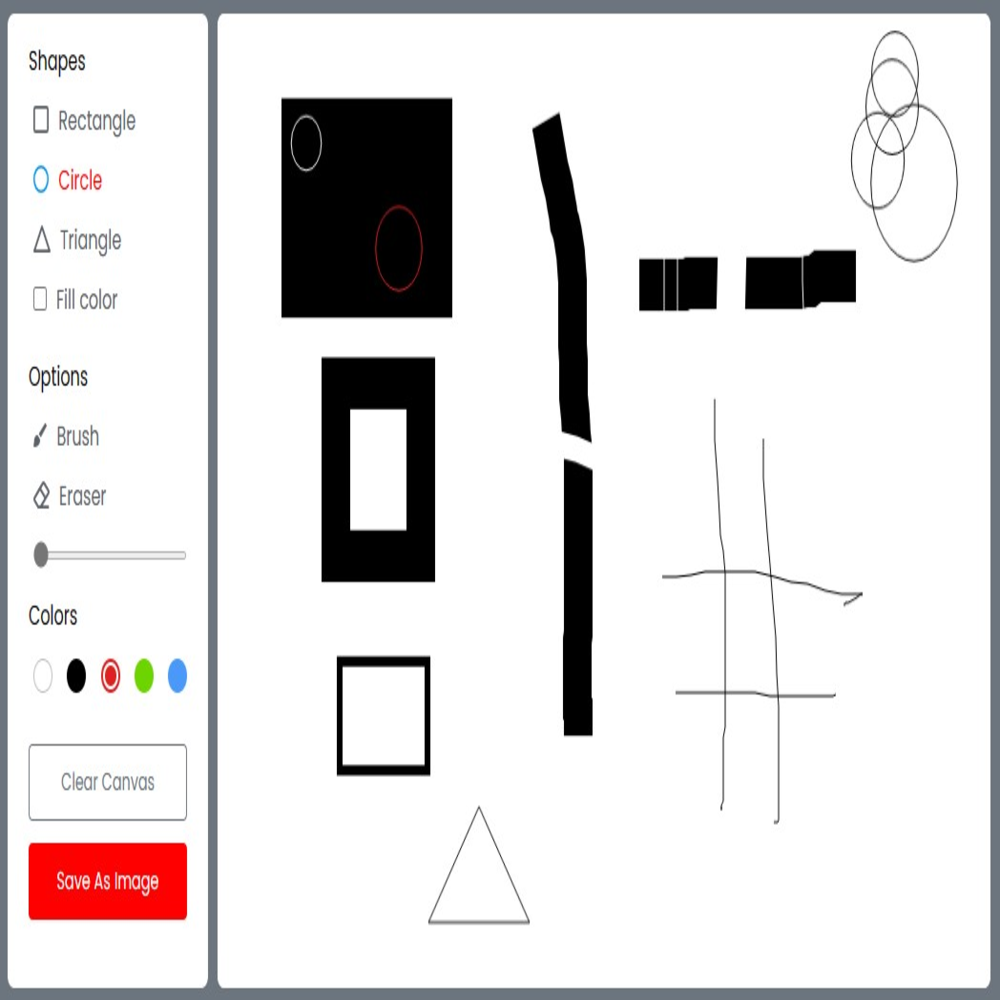 Shapes
Rectangle
Circle
Triangle
Fill color
Options
Brush
Eraser
Colors
Clear Canvas
Save As Image